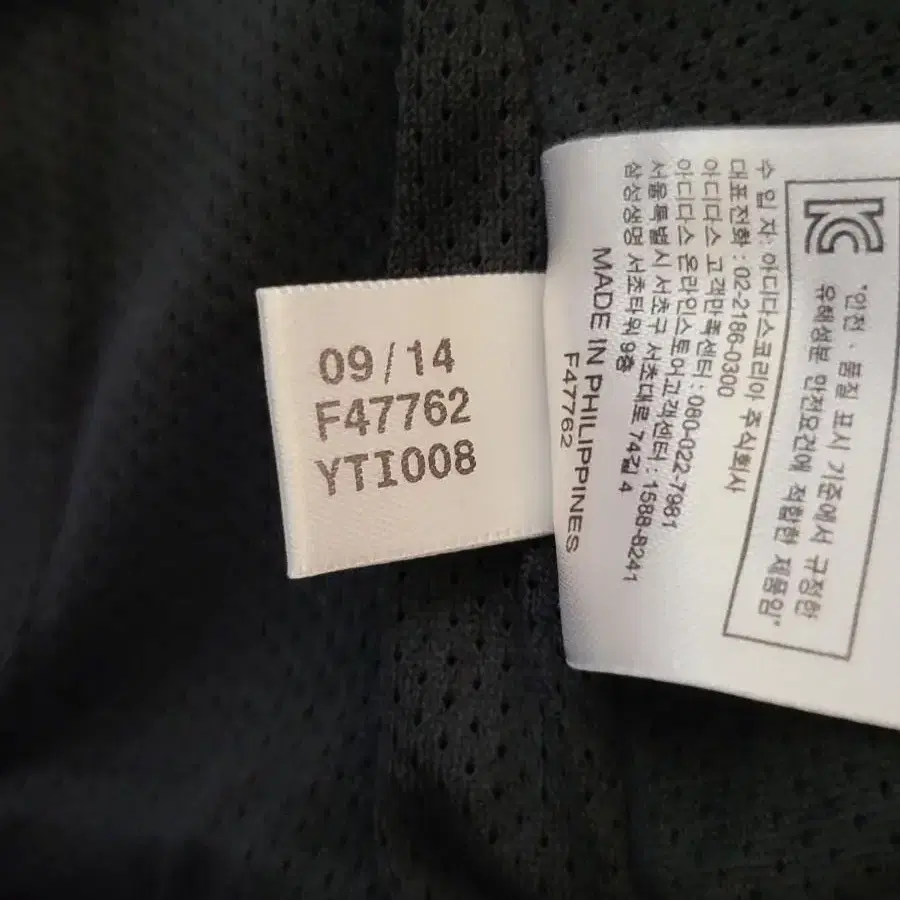 09/14
F47762
YTI008
KC
"안전·품질 표시 기준에서 규정한
유해성분 안전요건에 적합한 제품임"
수 입 자: 아디다스코리아 주식회사
대표전화 : 02-2186-0300
아디다스 고객만족센터 : 080-022-7981
아디다스 온라인스토어고객센터 : 1588-8241
서울특별시 서초구 서초대로 74길 4
삼성생명 서초타워 9층
MADE IN PHILIPPINES
F47762